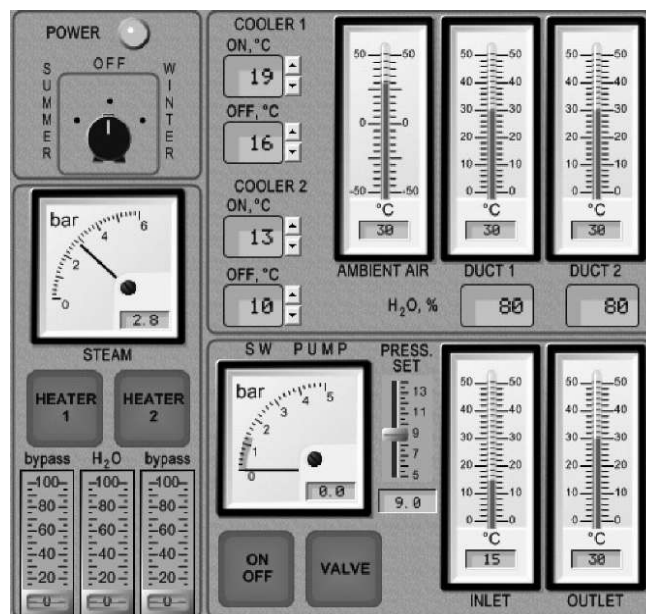 POWER
OFF
SUMMER
WINTER
bar
0
2
4
6
2.8
STEAM
HEATER
1
HEATER
2
bypass
H₂O
bypass
100
80
60
40
20
0
100
80
60
40
20
0
100
80
60
40
20
0
COOLER 1
ON,°C
19
OFF,°C
16
COOLER 2
ON,°C
13
OFF,°C
10
50
50
0
0
-50
-50
°C
30
AMBIENT AIR
50
50
40
40
30
30
20
20
10
10
0
0
°C
30
DUCT 1
50
50
40
40
30
30
20
20
10
10
0
0
°C
30
DUCT 2
H₂O, %
80
80
SW PUMP
bar
0
1
2
3
4
5
0.0
ON
OFF
VALVE
PRESS.
SET
13
11
9
7
5
9.0
50
50
40
40
30
30
20
20
10
10
0
0
°C
15
INLET
50
50
40
40
30
30
20
20
10
10
0
0
°C
30
OUTLET